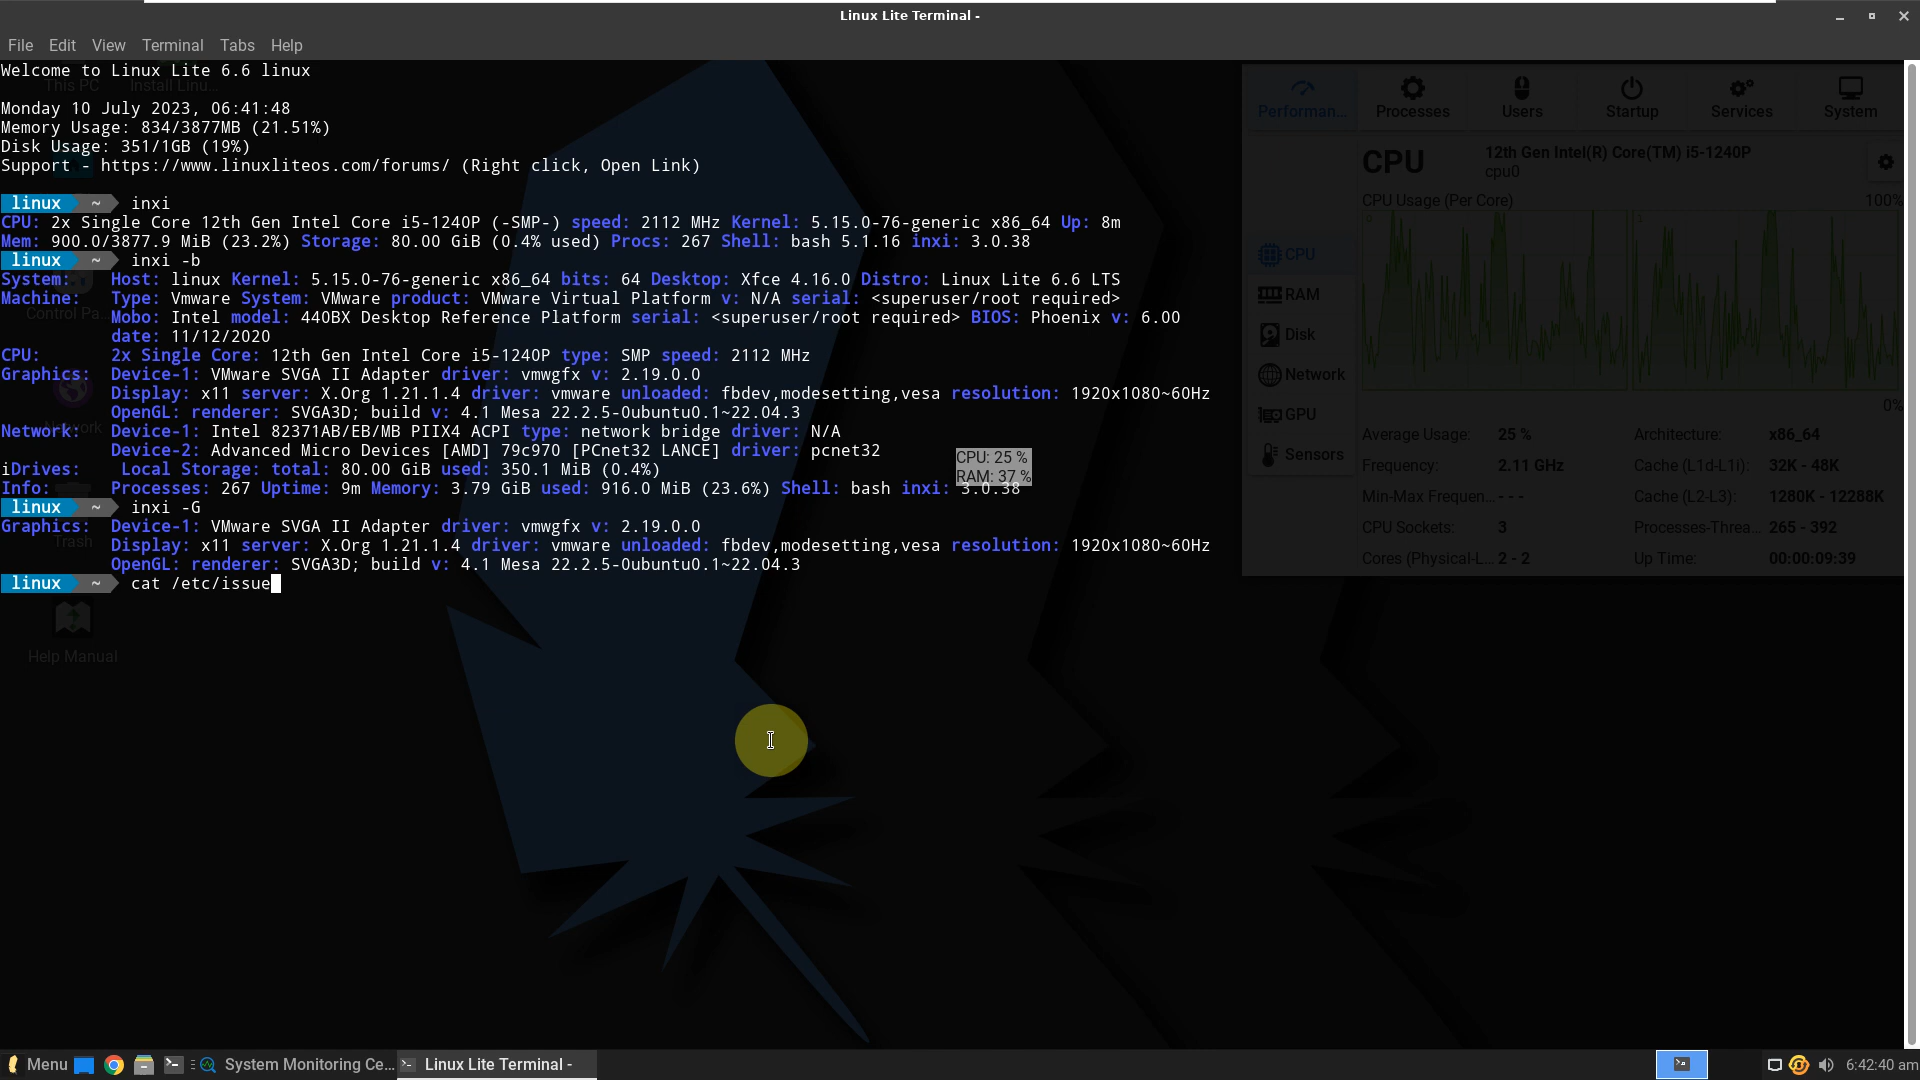 Linux Lite Terminal -
File Edit View Terminal Tabs Help
This PC Install Linu...
Welcome to Linux Lite 6.6 linux
Monday 10 July 2023, 06:41:48
Memory Usage: 834/3877MB (21.51%)
Disk Usage: 351/1GB (19%)
Support - https://www.linuxliteos.com/forums/ (Right click, Open Link)
linux ~ inxi
CPU: 2x Single Core 12th Gen Intel Core i5-1240P (-SMP-) speed: 2112 MHz Kernel: 5.15.0-76-generic x86_64 Up: 8m
Mem: 900.0/3877.9 MiB (23.2%) Storage: 80.00 GiB (0.4% used) Procs: 267 Shell: bash 5.1.16 inxi: 3.0.38
linux ~ inxi -b
System: Host: linux Kernel: 5.15.0-76-generic x86_64 bits: 64 Desktop: Xfce 4.16.0 Distro: Linux Lite 6.6 LTS
Machine: Type: Vmware System: VMware product: VMware Virtual Platform v: N/A serial: <superuser/root required>
Control Pa...
Mobo: Intel model: 440BX Desktop Reference Platform serial: <superuser/root required> BIOS: Phoenix v: 6.00
date: 11/12/2020
CPU: 2x Single Core: 12th Gen Intel Core i5-1240P type: SMP speed: 2112 MHz
Graphics: Device-1: VMware SVGA II Adapter driver: vmwgfx v: 2.19.0.0
Display: x11 server: X.Org 1.21.1.4 driver: vmware unloaded: fbdev,modesetting,vesa resolution: 1920x1080~60Hz
OpenGL: renderer: SVGA3D; build v: 4.1 Mesa 22.2.5-0ubuntu0.1~22.04.3
Network
Network: Device-1: Intel 82371AB/EB/MB PIIX4 ACPI type: network bridge driver: N/A
Device-2: Advanced Micro Devices [AMD] 79c970 [PCnet32 LANCE] driver: pcnet32
iDrives: Local Storage: total: 80.00 GiB used: 350.1 MiB (0.4%)
Info: Processes: 267 Uptime: 9m Memory: 3.79 GiB used: 916.0 MiB (23.6%) Shell: bash inxi: 3.0.38
linux ~ inxi -G
Graphics: Device-1: VMware SVGA II Adapter driver: vmwgfx v: 2.19.0.0
Trash
Display: x11 server: X.Org 1.21.1.4 driver: vmware unloaded: fbdev,modesetting,vesa resolution: 1920x1080~60Hz
OpenGL: renderer: SVGA3D; build v: 4.1 Mesa 22.2.5-0ubuntu0.1~22.04.3
linux ~ cat /etc/issue
Help Manual
CPU: 25 %
RAM: 37 %
Performan... Processes Users Startup Services System
CPU
12th Gen Intel(R) Core(TM) i5-1240P
cpu0
CPU Usage (Per Core) 100%
0 1
0%
CPU
RAM
Disk
Network
GPU
Sensors
Average Usage: 25 % Architecture: x86_64
Frequency: 2.11 GHz Cache (L1d-L1i): 32K - 48K
Min-Max Frequen... - - - Cache (L2-L3): 1280K - 12288K
CPU Sockets: 3 Processes-Threa... 265 - 392
Cores (Physical-L... 2 - 2 Up Time: 00:00:09:39
Menu System Monitoring Ce... Linux Lite Terminal - 6:42:40 am